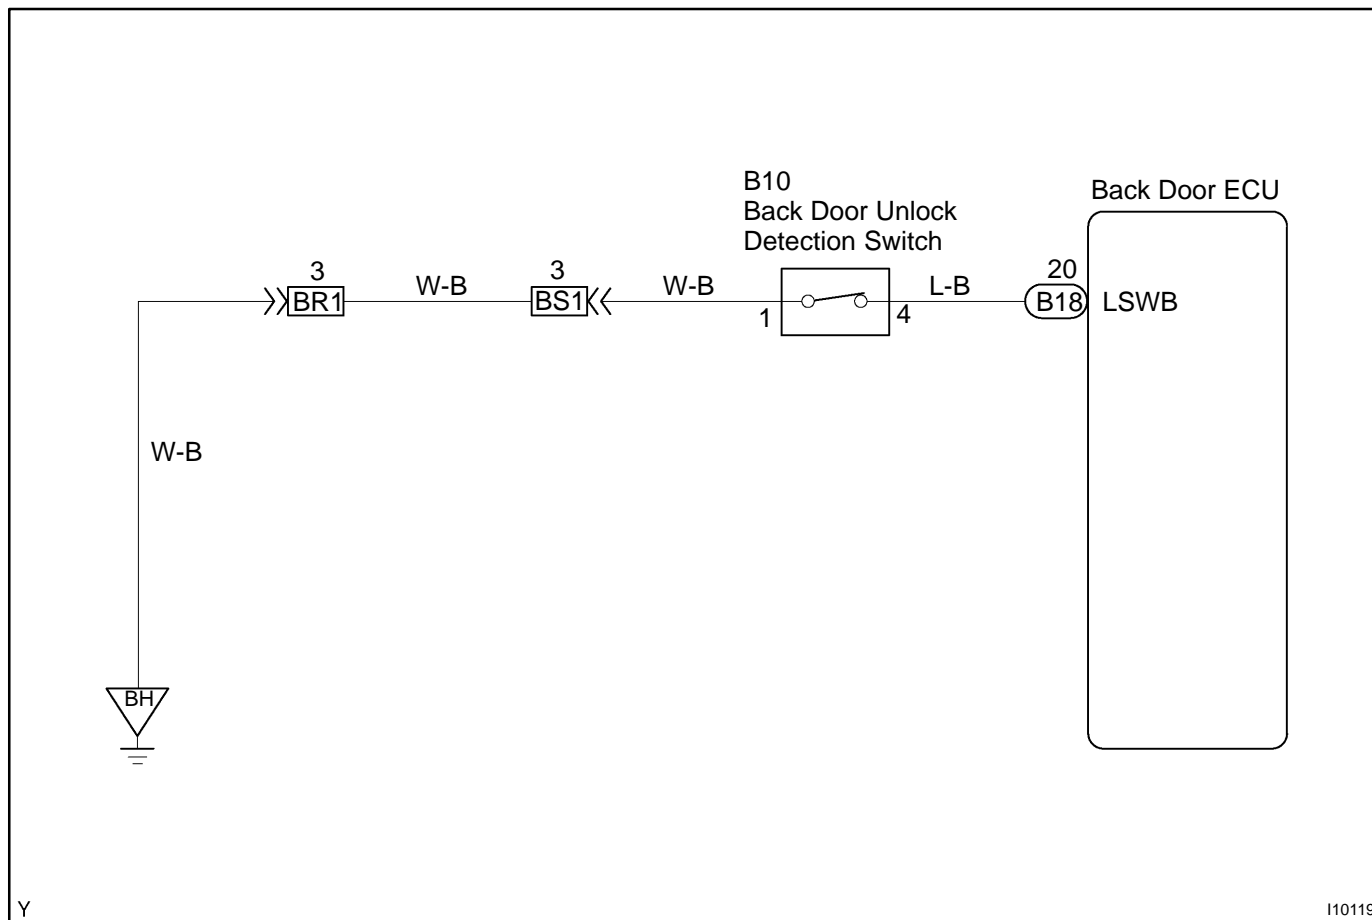 B10
Back Door Unlock
Detection Switch
Back Door ECU
3
BR1
W-B
3
BS1
W-B
1
4
L-B
20
B18
LSWB
W-B
BH
Y
I10119